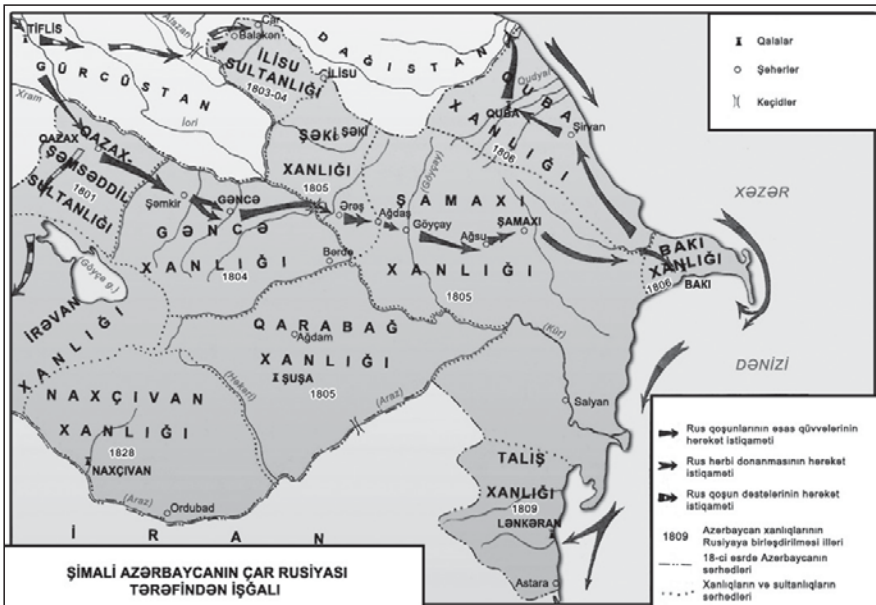 TİFLİS
GÜRCÜSTAN
Alazan
Car
Balakən
İLİSU
SULTANLIĞI
1803-04
İLİSU
DAĞISTAN
İori
Xram
QAZAX
QAZAX-
ŞƏMSƏDDİL
SULTANLIĞI
1801
Şəmkir
GƏNCƏ
GƏNCƏ
XANLIĞI
1804
ŞƏKİ
ŞƏKİ
XANLIĞI
1805
Ərəş
Ağdaş
Göyçay
(Göyçay)
Ağsu
ŞAMAXI
ŞAMAXI
XANLIĞI
1805
Bərdə
QUBA
XANLIĞI
1806
Qudyal
QUBA
Şirvan
BAKI
XANLIĞI
1806
BAKI
XƏZƏR
DƏNİZİ
(Göyçə g.)
İRƏVAN
XANLIĞI
QARABAĞ
Ağdam
XANLIĞI
ŞUŞA
1805
(Həkəri)
(Araz)
(Kür)
Salyan
NAXÇIVAN
XANLIĞI
1828
NAXÇIVAN
(Araz)
Ordubad
İRAN
TALIŞ
XANLIĞI
1809
LƏNKƏRAN
Astara
Qalalar
Şəhərlər
Keçidlər
Rus qoşunlarının əsas qüvvələrinin
hərəkət istiqaməti
Rus hərbi donanmasının hərəkət
istiqaməti
Rus qoşun dəstələrinin hərəkət
istiqaməti
1809 Azərbaycan xanlıqlarının
Rusiyaya birləşdirilməsi illəri
18-ci əsrdə Azərbaycanın
sərhədləri
Xanlıqların və sultanlıqların
sərhədləri
ŞİMALİ AZƏRBAYCANIN ÇAR RUSİYASI
TƏRƏFİNDƏN İŞĞALI